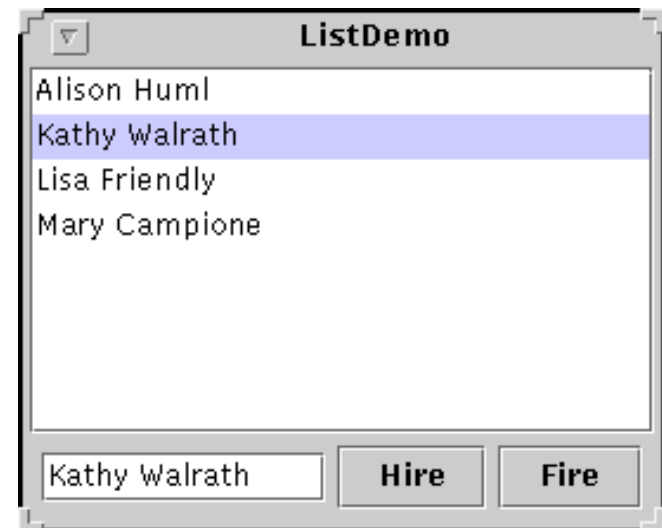 ListDemo
Alison Huml
Kathy Walrath
Lisa Friendly
Mary Campione
Kathy Walrath Hire Fire